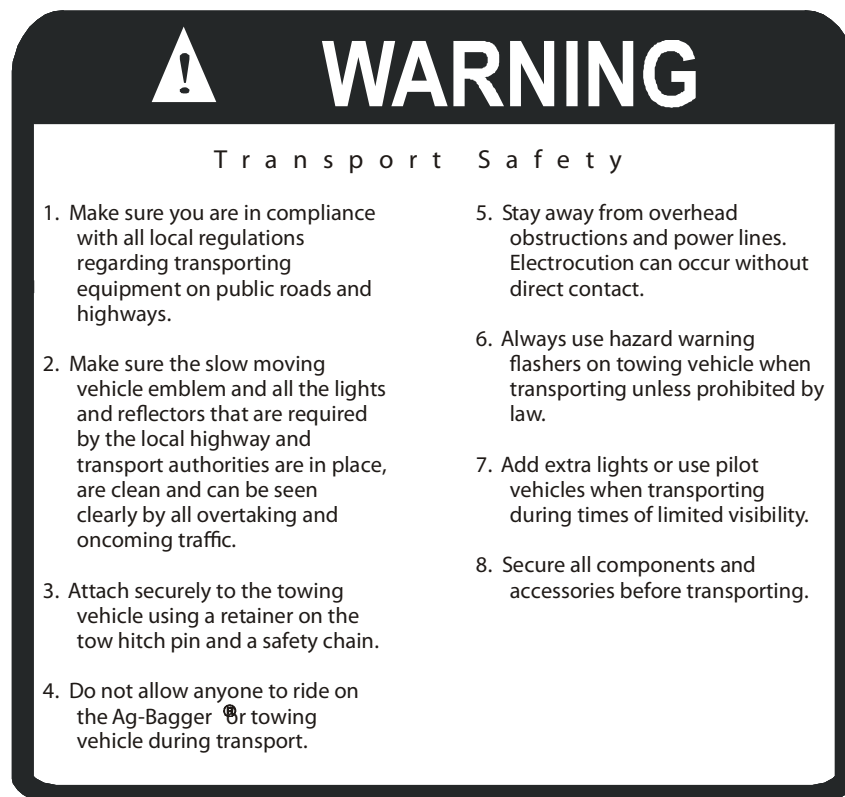 WARNING
Transport Safety
1. Make sure you are in compliance
with all local regulations
regarding transporting
equipment on public roads and
highways.
2. Make sure the slow moving
vehicle emblem and all the lights
and reflectors that are required
by the local highway and
transport authorities are in place,
are clean and can be seen
clearly by all overtaking and
oncoming traffic.
3. Attach securely to the towing
vehicle using a retainer on the
tow hitch pin and a safety chain.
4. Do not allow anyone to ride on
the Ag-Bagger ® or towing
vehicle during transport.
5. Stay away from overhead
obstructions and power lines.
Electrocution can occur without
direct contact.
6. Always use hazard warning
flashers on towing vehicle when
transporting unless prohibited by
law.
7. Add extra lights or use pilot
vehicles when transporting
during times of limited visibility.
8. Secure all components and
accessories before transporting.